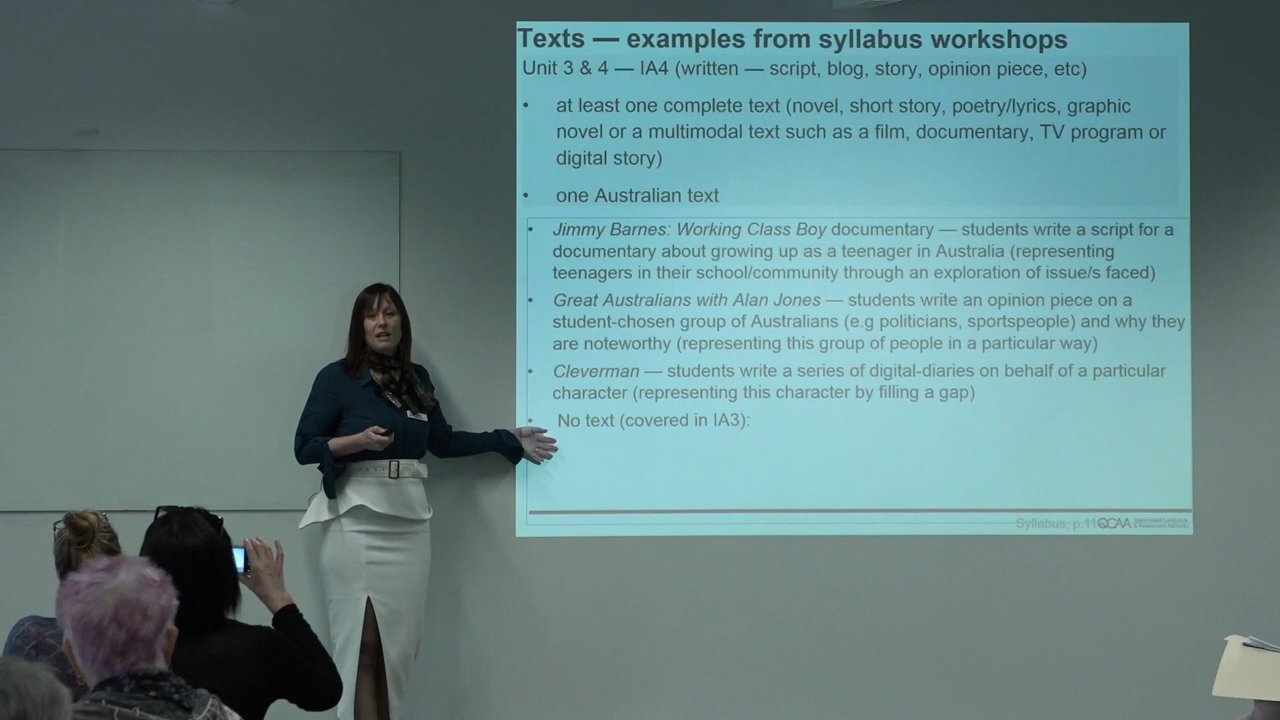 Texts — examples from syllabus workshops
Unit 3 & 4 — IA4 (written — script, blog, story, opinion piece, etc)
• at least one complete text (novel, short story, poetry/lyrics, graphic
novel or a multimodal text such as a film, documentary, TV program or
digital story)
• one Australian text
• Jimmy Barnes: Working Class Boy documentary — students write a script for a
documentary about growing up as a teenager in Australia (representing
teenagers in their school/community through an exploration of issue/s faced)
• Great Australians with Alan Jones — students write an opinion piece on a
student-chosen group of Australians (e.g politicians, sportspeople) and why they
are noteworthy (representing this group of people in a particular way)
• Cleverman — students write a series of digital-diaries on behalf of a particular
character (representing this character by filling a gap)
• No text (covered in IA3):
Syllabus, p.11 QCAA